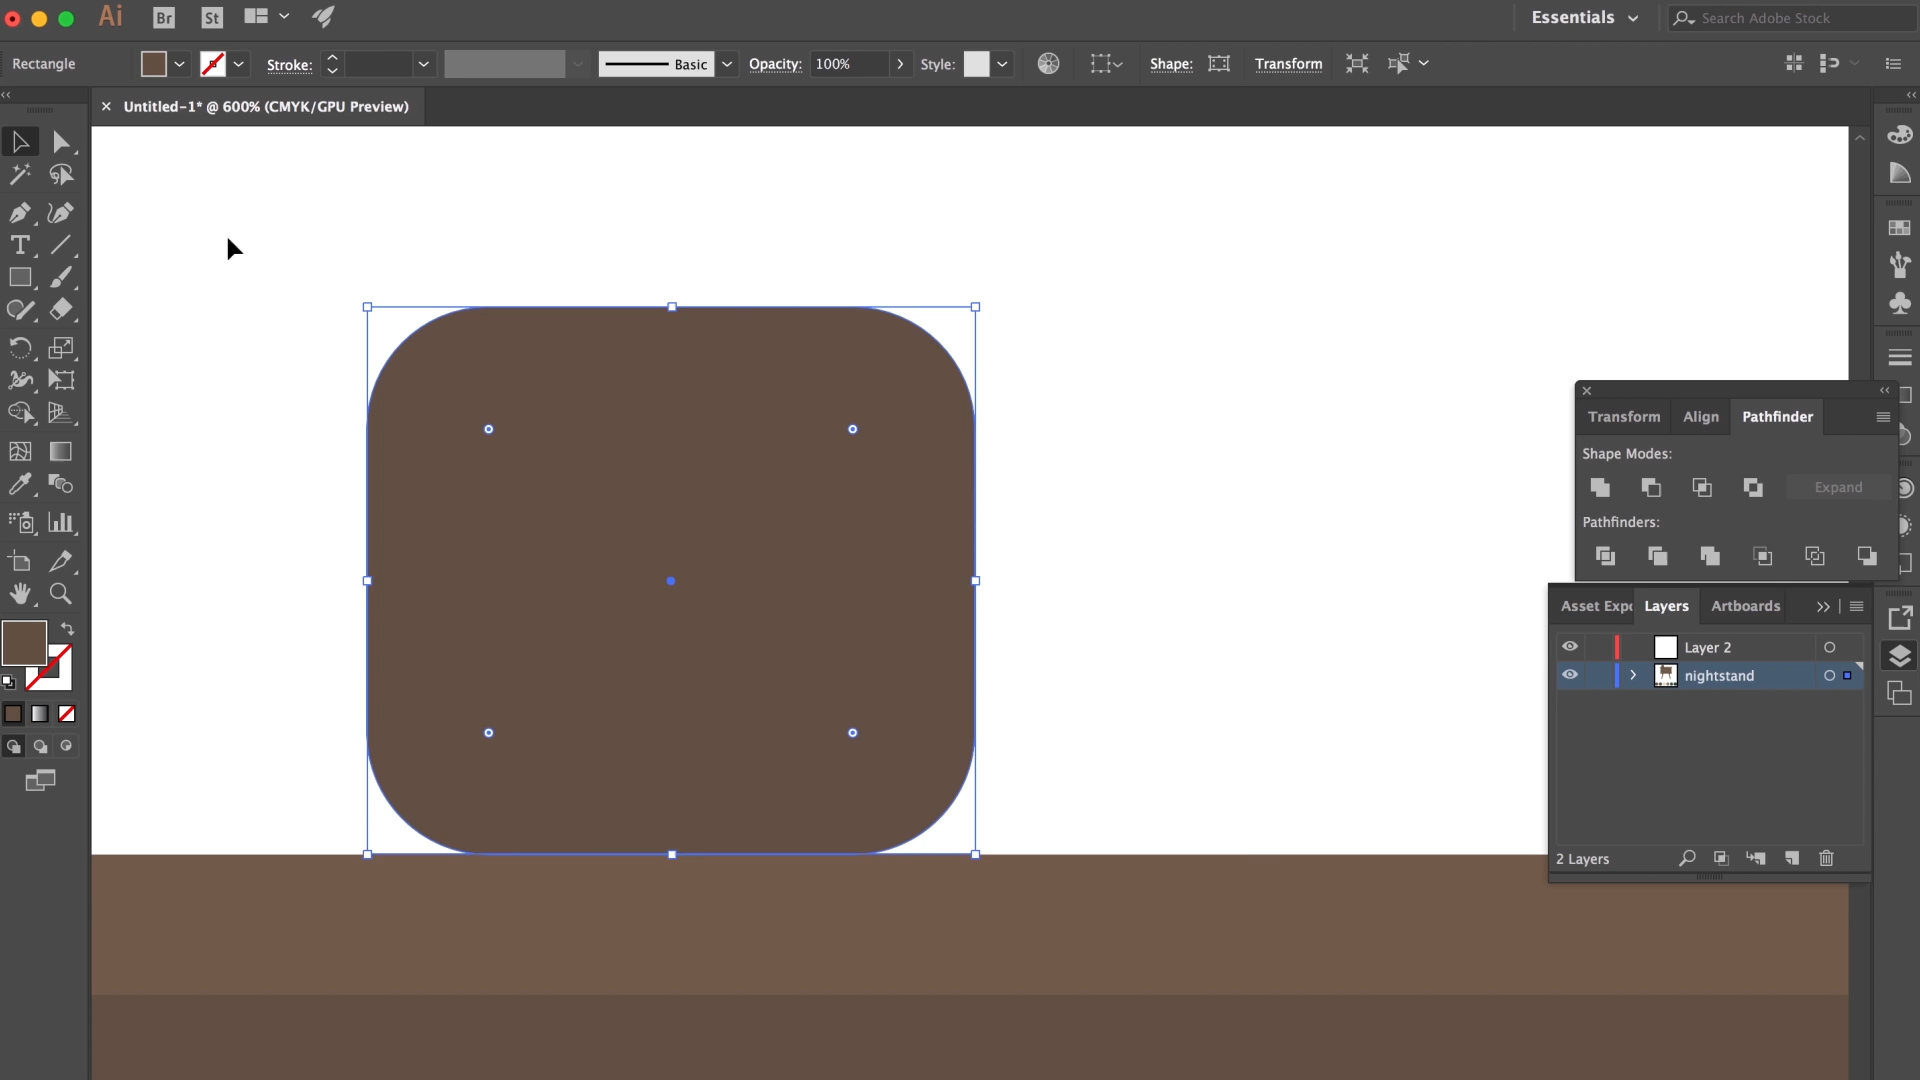 Ai Br St Essentials Search Adobe Stock
Rectangle Stroke: Basic Opacity: 100% Style: Shape: Transform
× Untitled-1* @ 600% (CMYK/GPU Preview)
Transform Align Pathfinder
Shape Modes:
Expand
Pathfinders:
Asset Expo Layers Artboards
Layer 2
nightstand
2 Layers